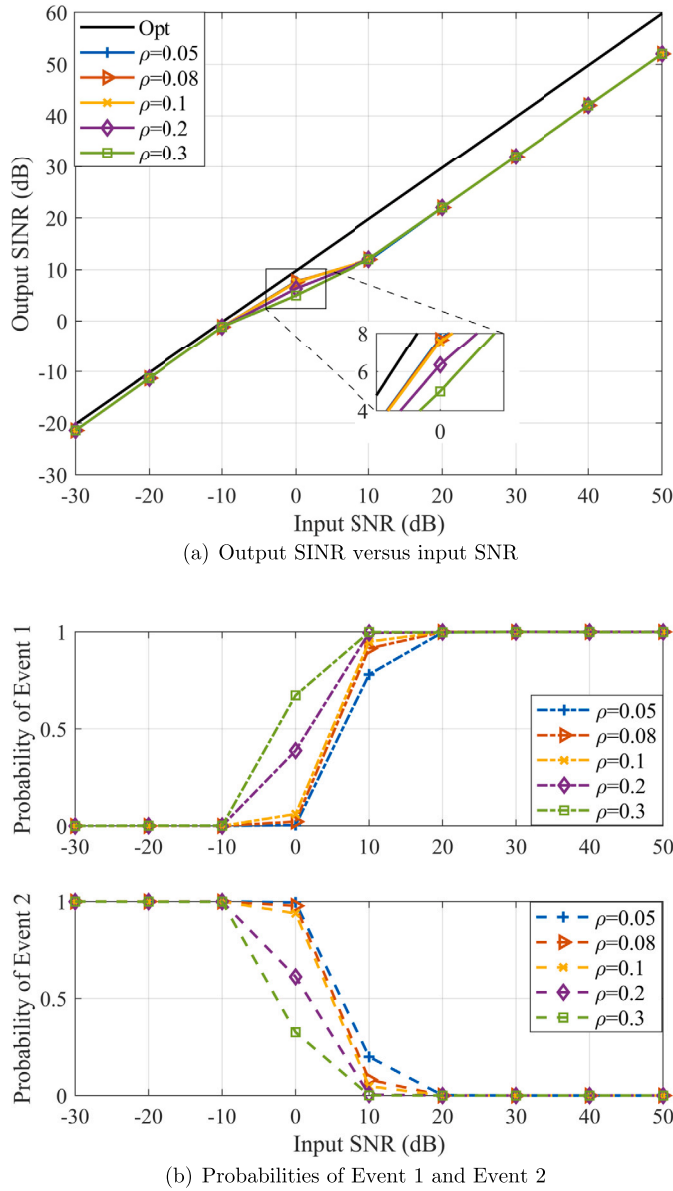 60
50
40
30
20
10
0
-10
-20
-30
Output SINR (dB)
Opt
ρ=0.05
ρ=0.08
ρ=0.1
ρ=0.2
ρ=0.3
8
6
4
0
-30 -20 -10 0 10 20 30 40 50
Input SNR (dB)
(a) Output SINR versus input SNR
Probability of Event 1
1
0.5
0
ρ=0.05
ρ=0.08
ρ=0.1
ρ=0.2
ρ=0.3
-30 -20 -10 0 10 20 30 40 50
Probability of Event 2
1
0.5
0
ρ=0.05
ρ=0.08
ρ=0.1
ρ=0.2
ρ=0.3
-30 -20 -10 0 10 20 30 40 50
Input SNR (dB)
(b) Probabilities of Event 1 and Event 2